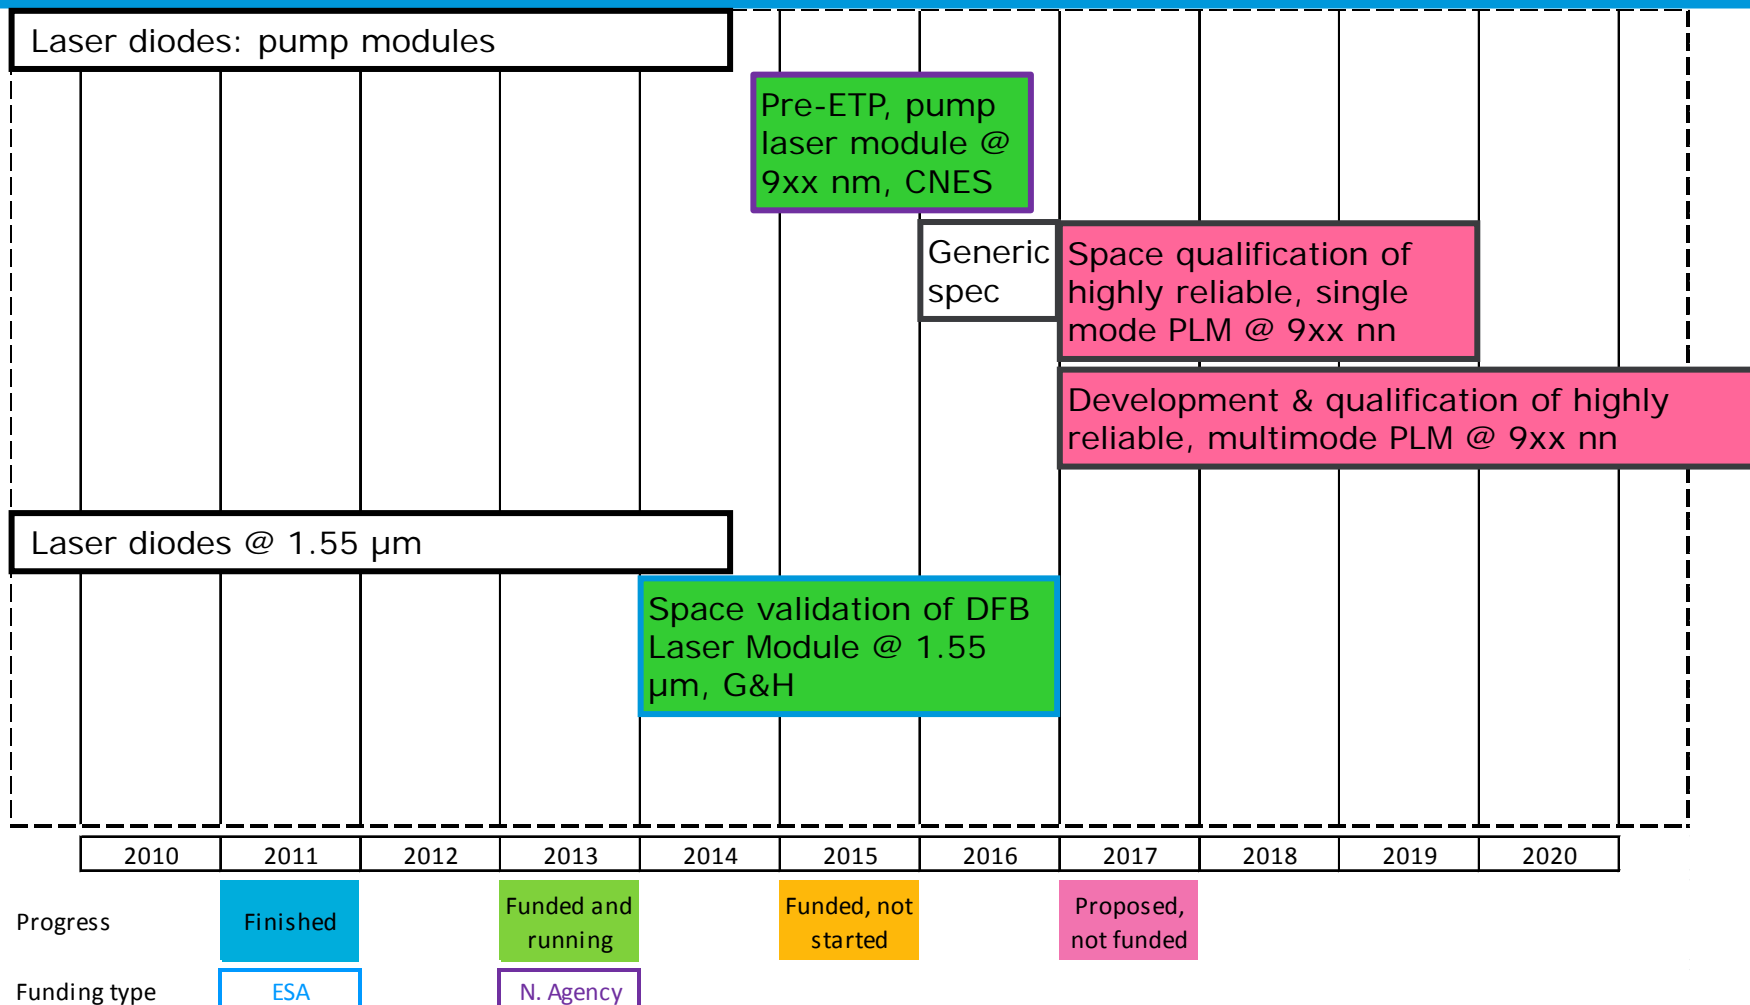 Laser diodes: pump modules
Pre-ETP, pump
laser module @
9xx nm, CNES
Generic
spec
Space qualification of
highly reliable, single
mode PLM @ 9xx nn
Development & qualification of highly
reliable, multimode PLM @ 9xx nn
Laser diodes @ 1.55 µm
Space validation of DFB
Laser Module @ 1.55
µm, G&H
2010 2011 2012 2013 2014 2015 2016 2017 2018 2019 2020
Progress
Finished
Funded and
running
Funded, not
started
Proposed,
not funded
Funding type
ESA
N. Agency